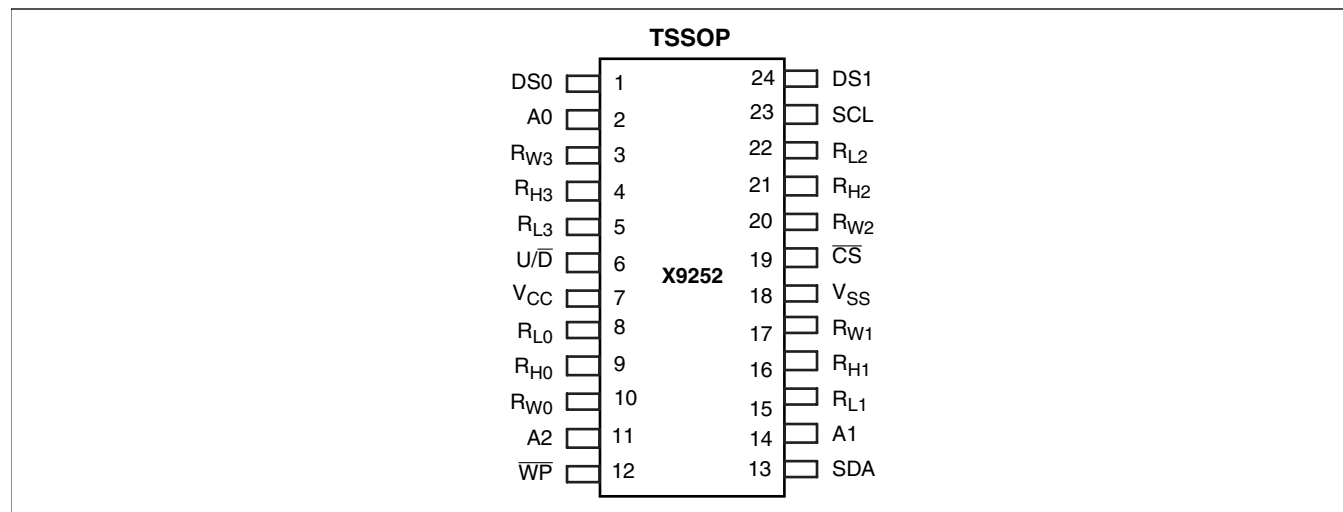 TSSOP
DS0 1 24 DS1
A0 2 23 SCL
RW3 3 22 RL2
RH3 4 21 RH2
RL3 5 20 RW2
U/D̅ 6 19 C̅S̅
X9252
VCC 7 18 VSS
RL0 8 17 RW1
RH0 9 16 RH1
RW0 10 15 RL1
A2 11 14 A1
W̅P̅ 12 13 SDA